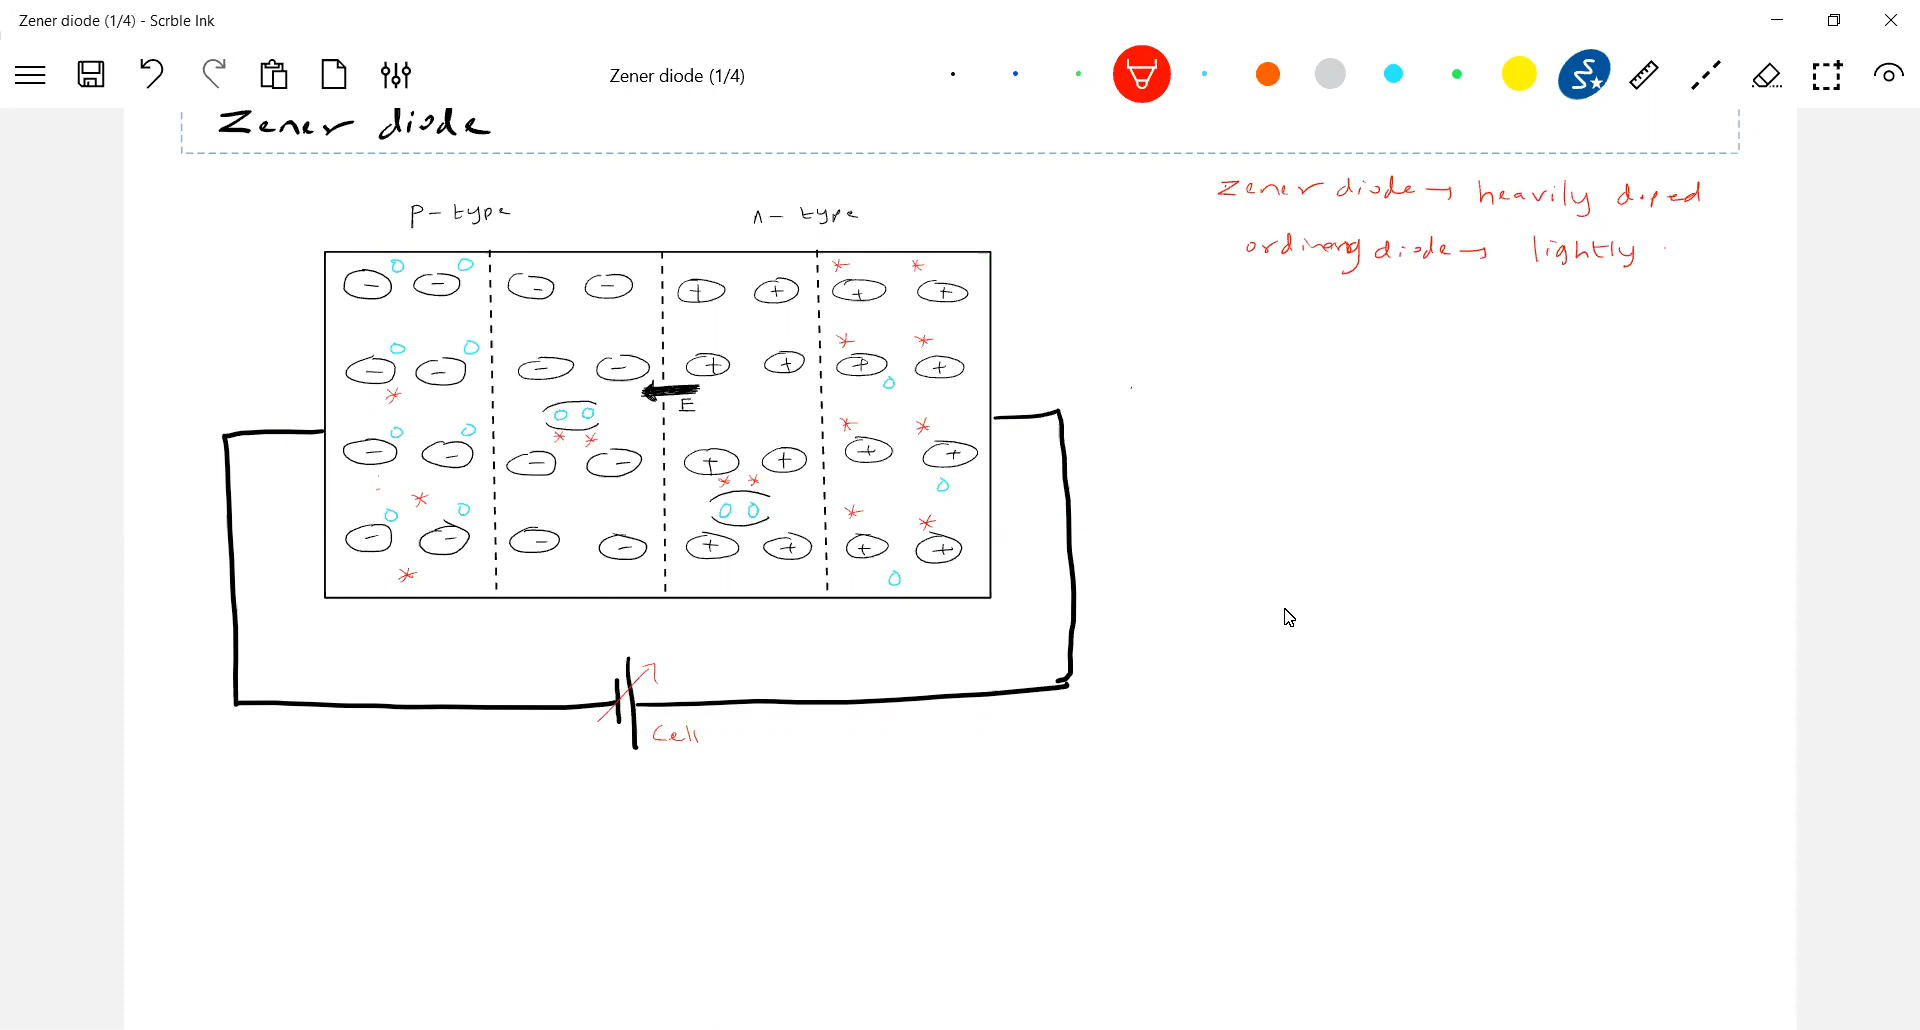 Zener diode (1/4) - Scrble Ink
Zener diode (1/4)
Zener diode
Zener diode → heavily doped
P-type n-type
ordinary diode → lightly
E
Cell